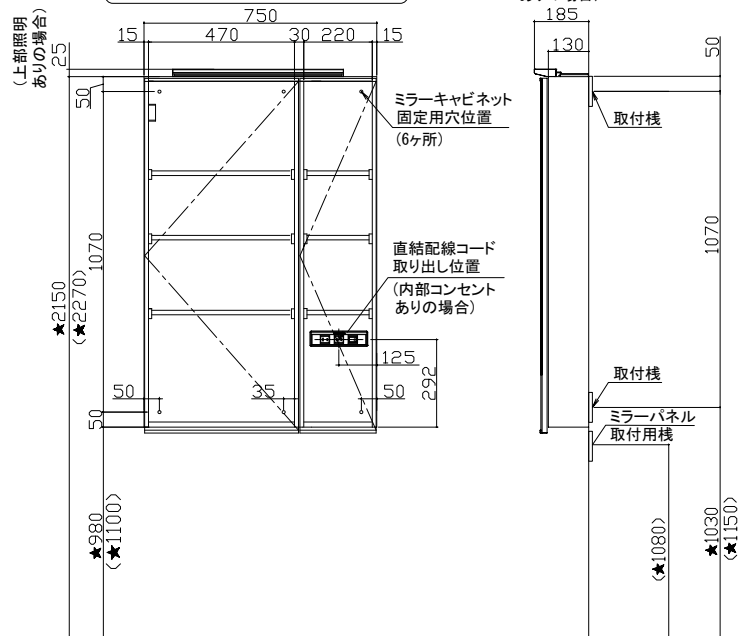 750
15
470
30
220
15
(上部照明
ありの場合)
25
50
1070
★2150
(★2270)
50
★980
(★1100)
ミラーキャビネット
固定用穴位置
(6ヶ所)
直結配線コード
取り出し位置
(内部コンセント
ありの場合)
125
292
50
35
50
185
130
取付桟
取付桟
ミラーパネル
取付用桟
50
1070
(★1080)
★1030
(★1150)